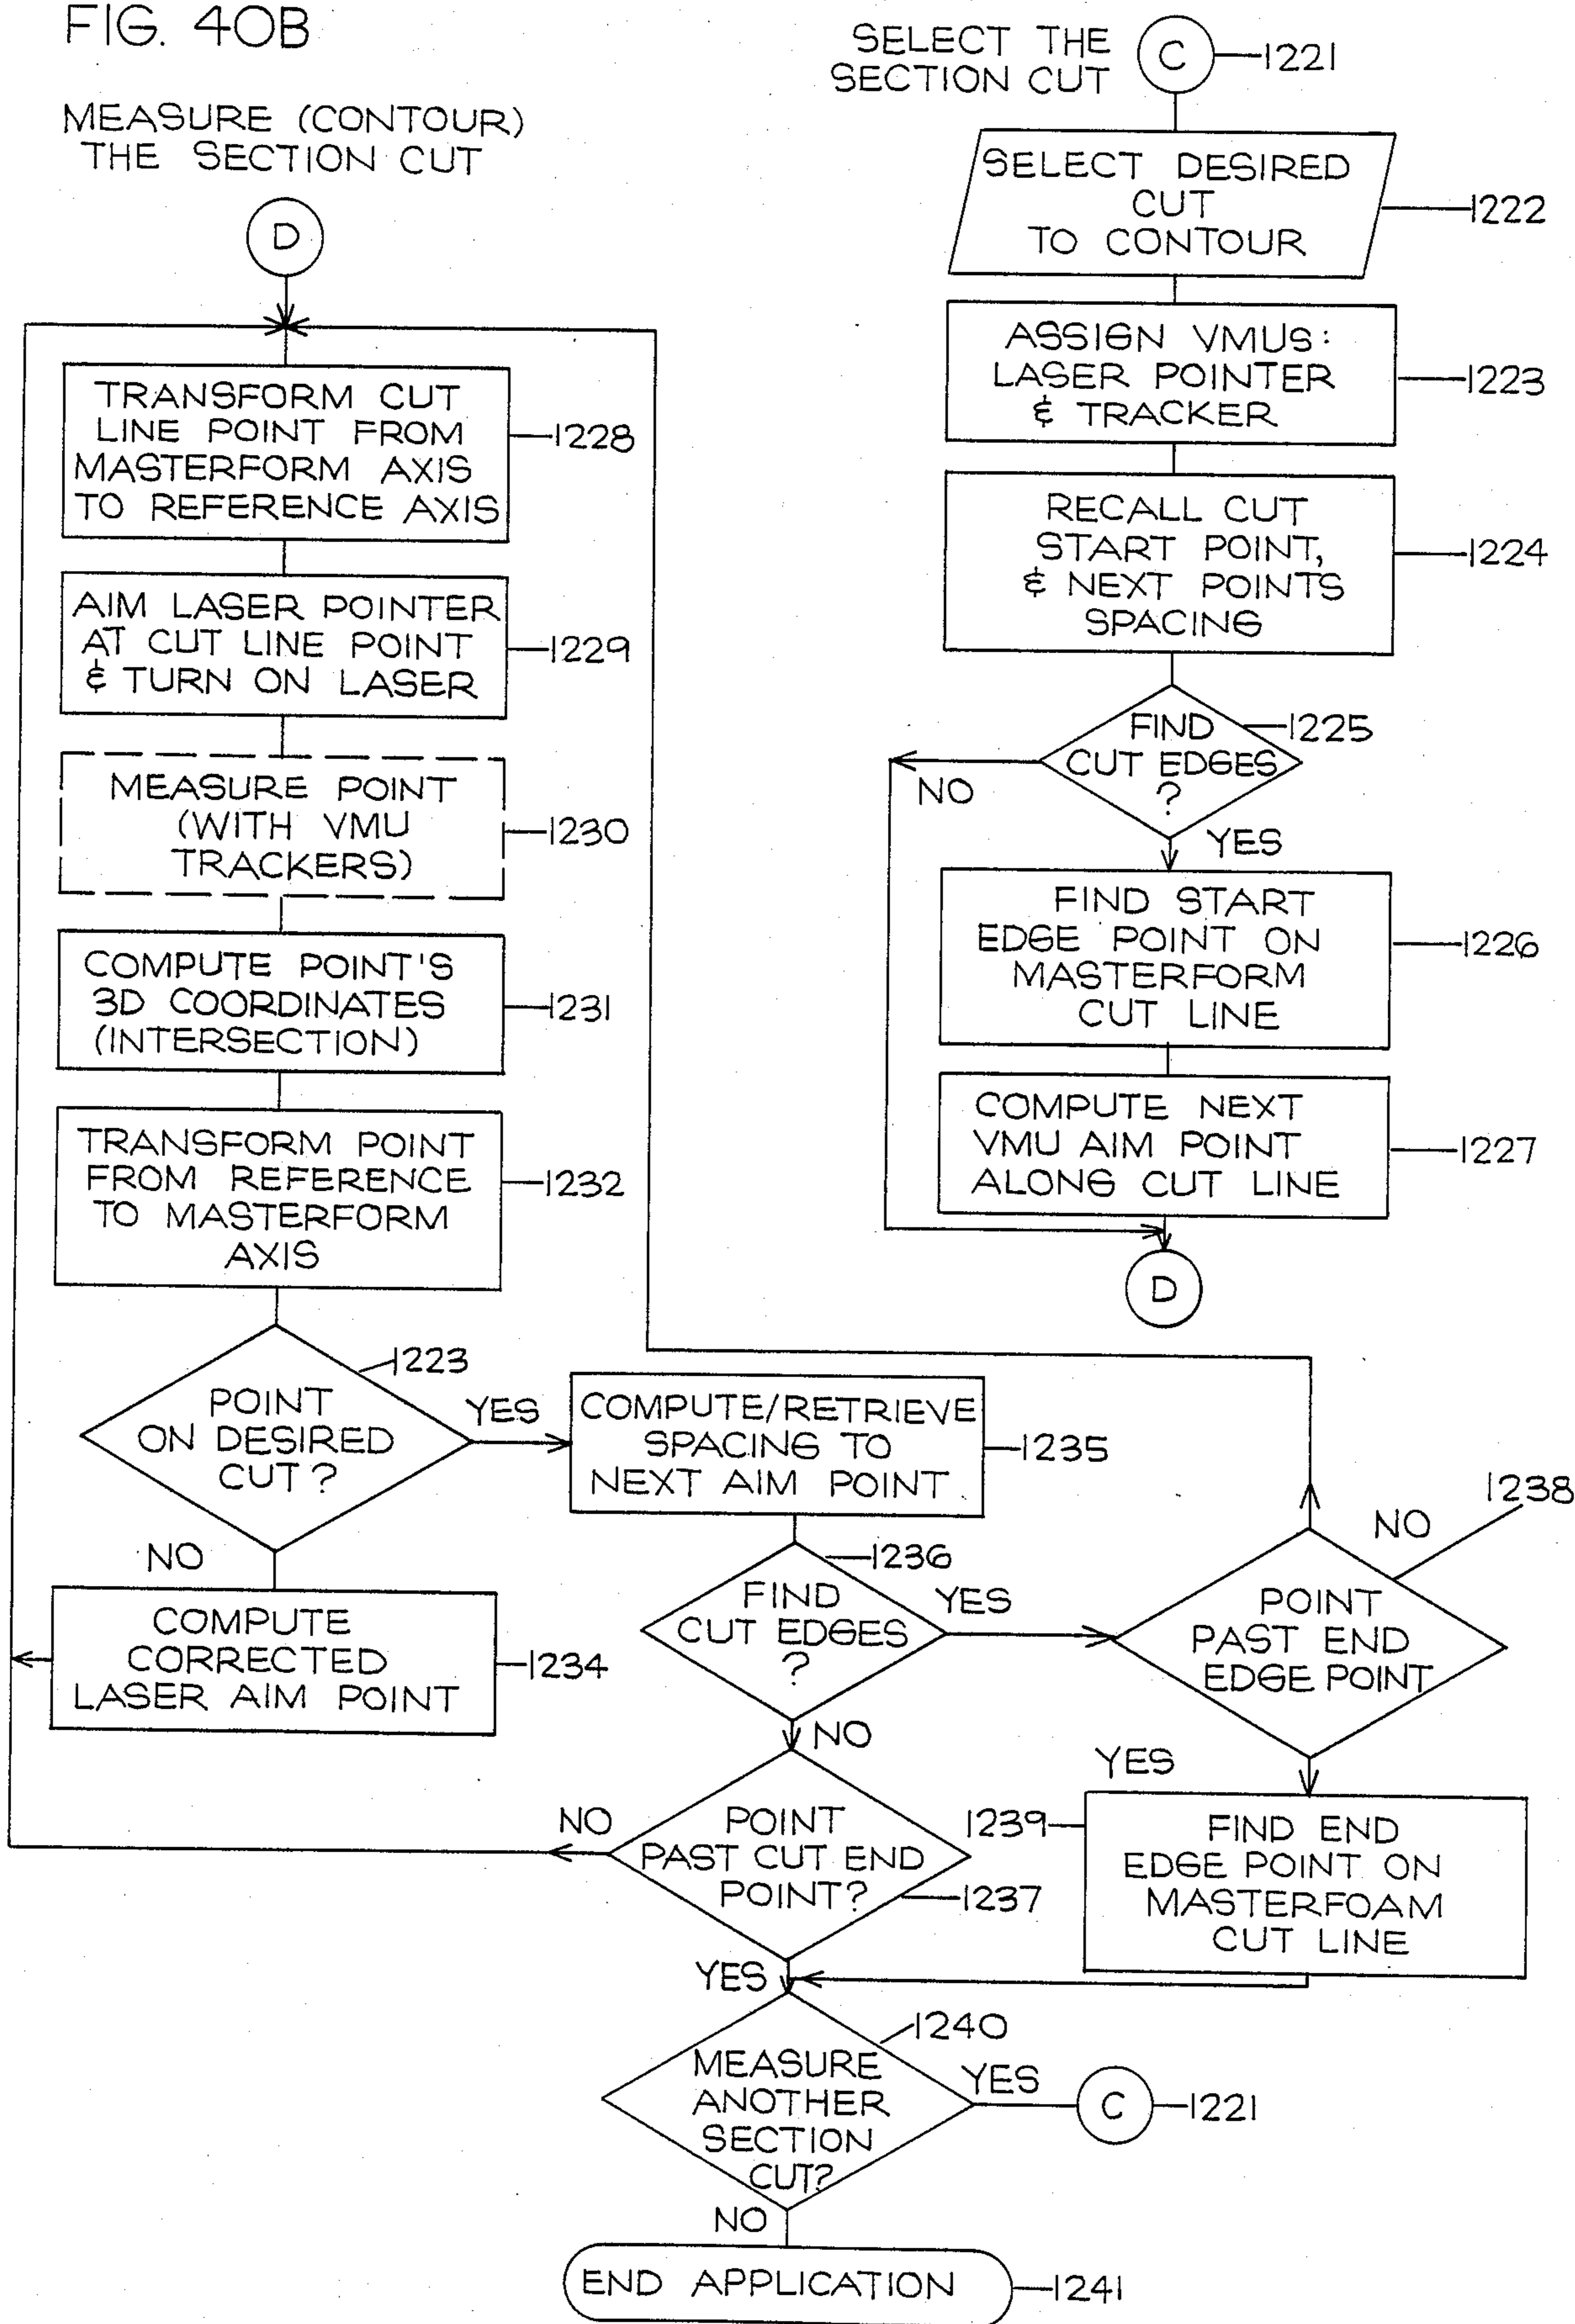 FIG. 40B
MEASURE (CONTOUR)
THE SECTION CUT
D
TRANSFORM CUT
LINE POINT FROM
MASTERFORM AXIS
TO REFERENCE AXIS
1228
AIM LASER POINTER
AT CUT LINE POINT
& TURN ON LASER
1229
MEASURE POINT
(WITH VMU
TRACKERS)
1230
COMPUTE POINT'S
3D COORDINATES
(INTERSECTION)
1231
TRANSFORM POINT
FROM REFERENCE
TO MASTERFORM
AXIS
1232
1223
POINT
ON DESIRED
CUT?
YES
NO
COMPUTE
CORRECTED
LASER AIM POINT
1234
SELECT THE
SECTION CUT
C
1221
SELECT DESIRED
CUT
TO CONTOUR
1222
ASSIGN VMUs:
LASER POINTER
& TRACKER
1223
RECALL CUT
START POINT,
& NEXT POINTS
SPACING
1224
FIND
CUT EDGES
?
1225
NO
YES
FIND START
EDGE POINT ON
MASTERFORM
CUT LINE
1226
COMPUTE NEXT
VMU AIM POINT
ALONG CUT LINE
1227
D
COMPUTE/RETRIEVE
SPACING TO
NEXT AIM POINT
1235
1236
FIND
CUT EDGES
?
YES
NO
1238
NO
POINT
PAST END
EDGE POINT
YES
NO
POINT
PAST CUT END
POINT?
1237
YES
1239
FIND END
EDGE POINT ON
MASTERFOAM
CUT LINE
1240
MEASURE
ANOTHER
SECTION
CUT?
YES
C
1221
NO
END APPLICATION
1241